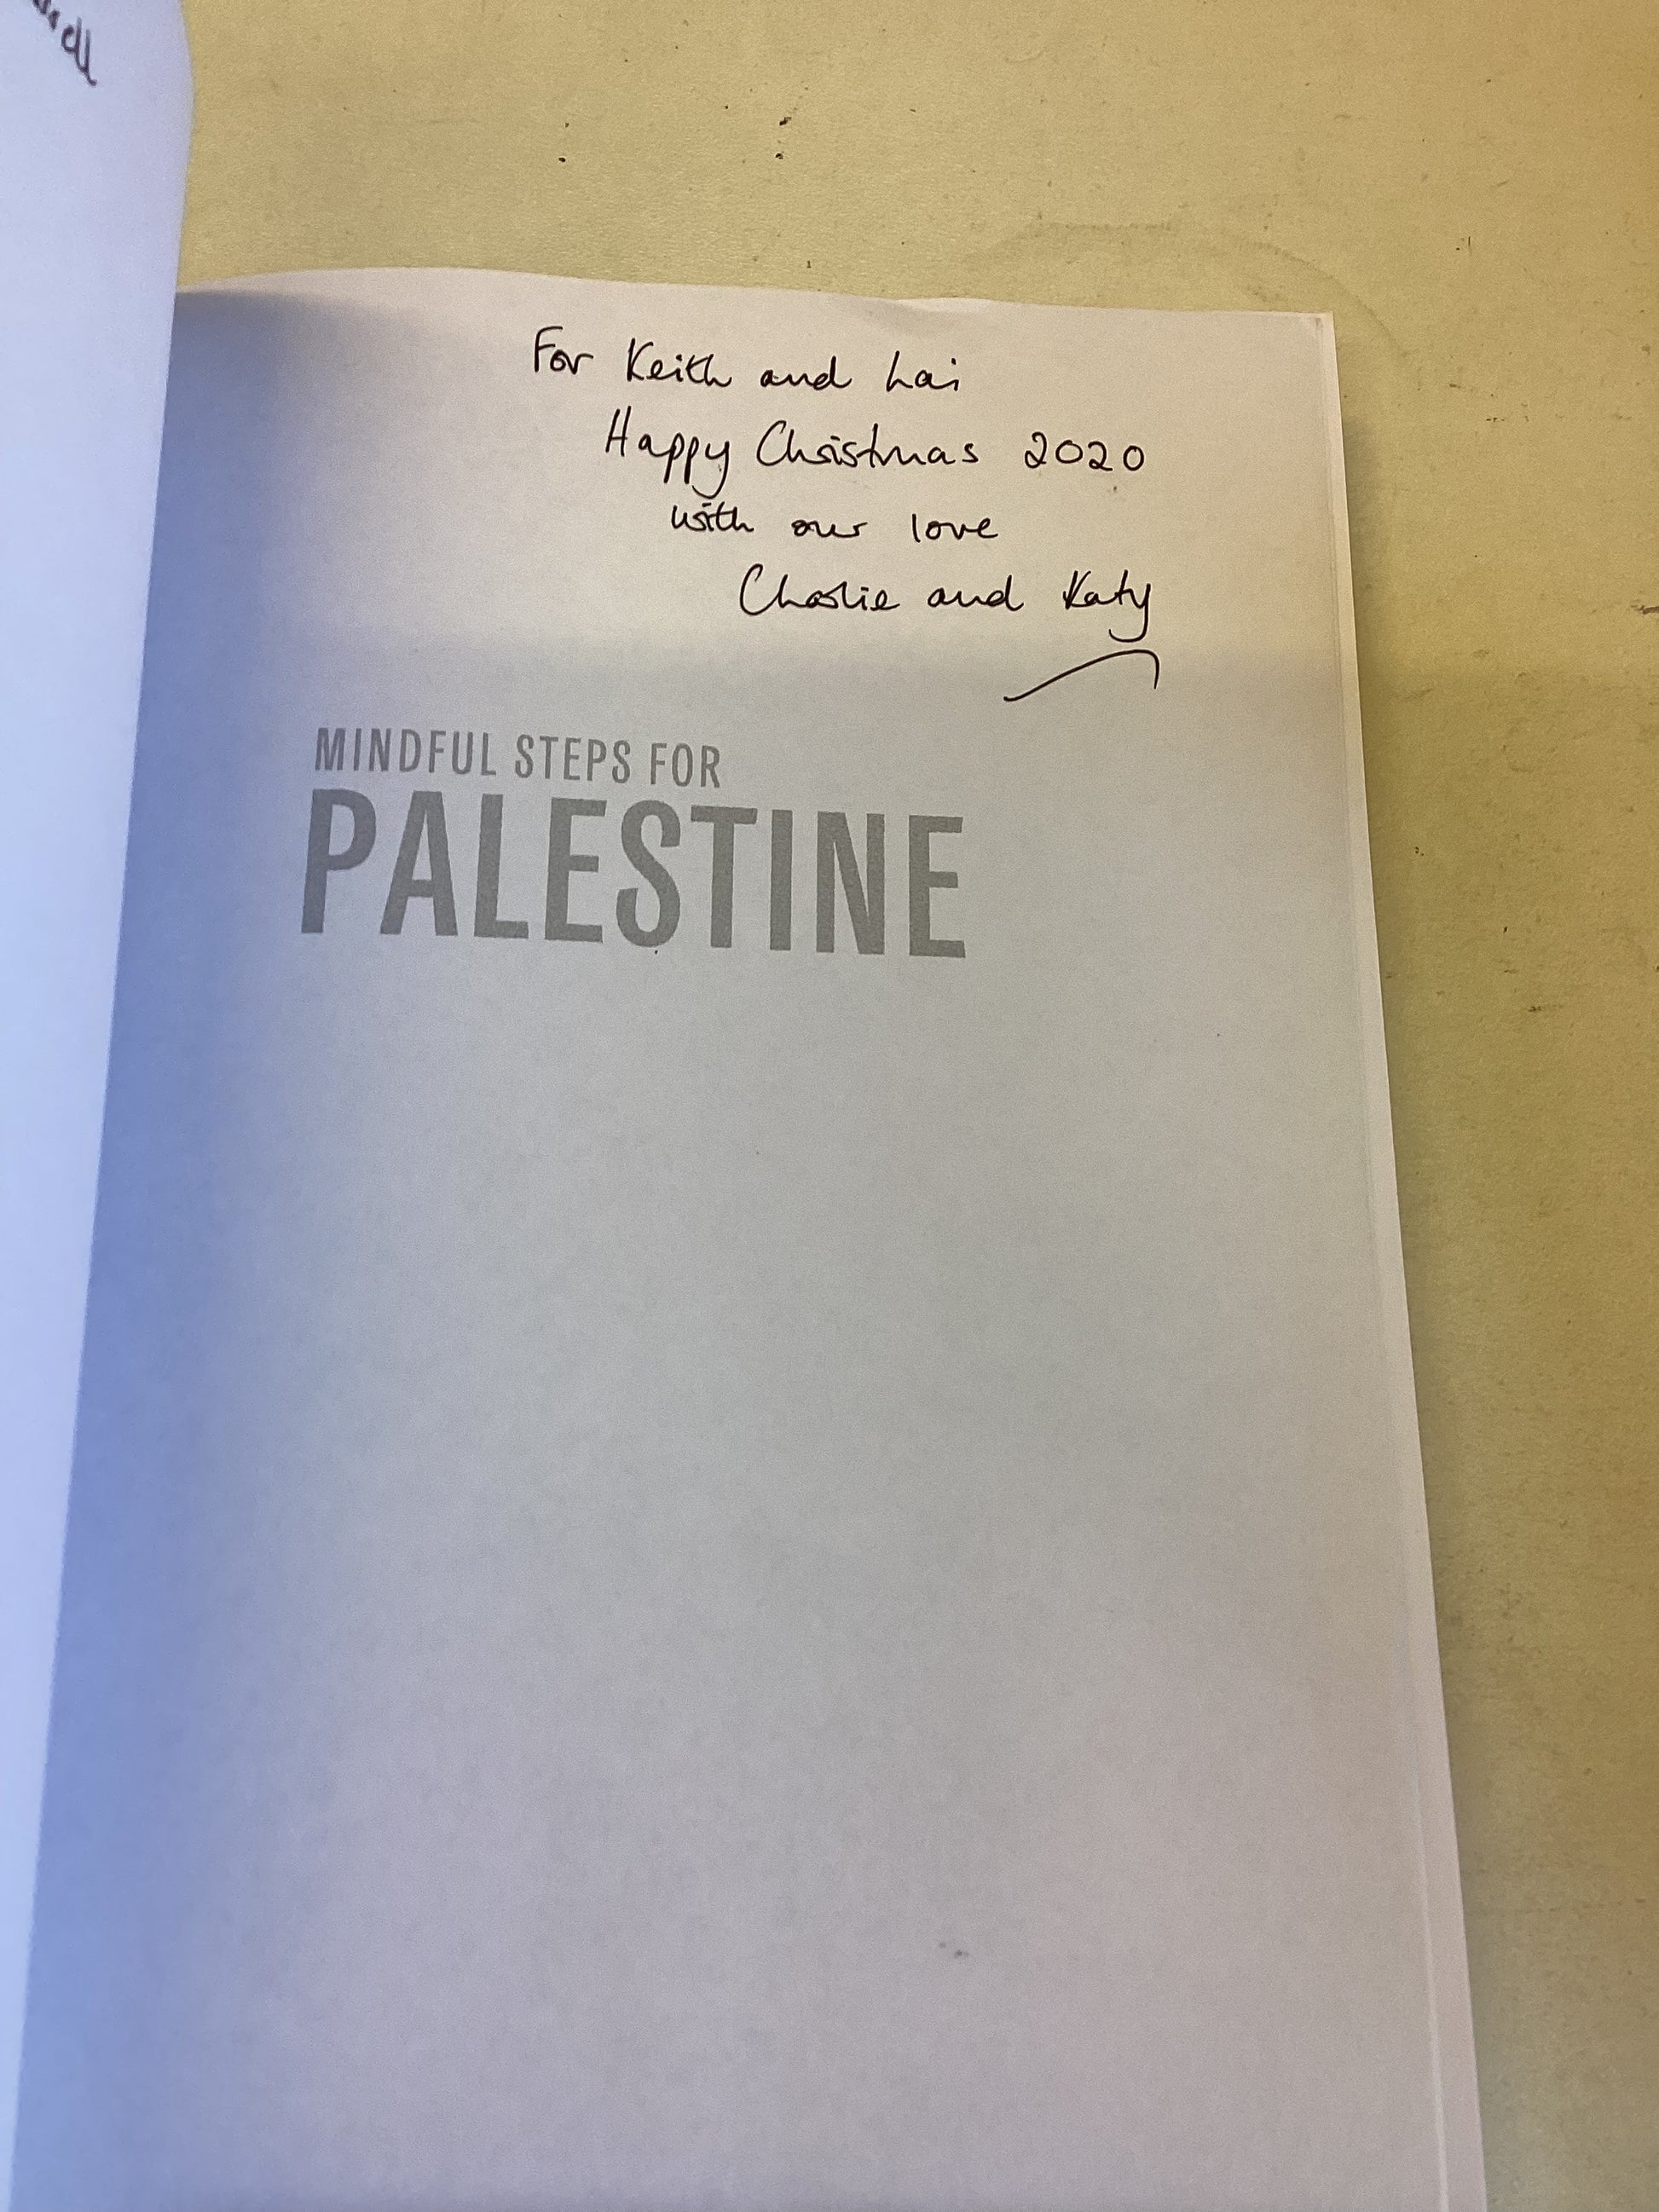 For Keith and Lai
Happy Christmas 2020
with our love
Charlie and Katy
MINDFUL STEPS FOR
PALESTINE